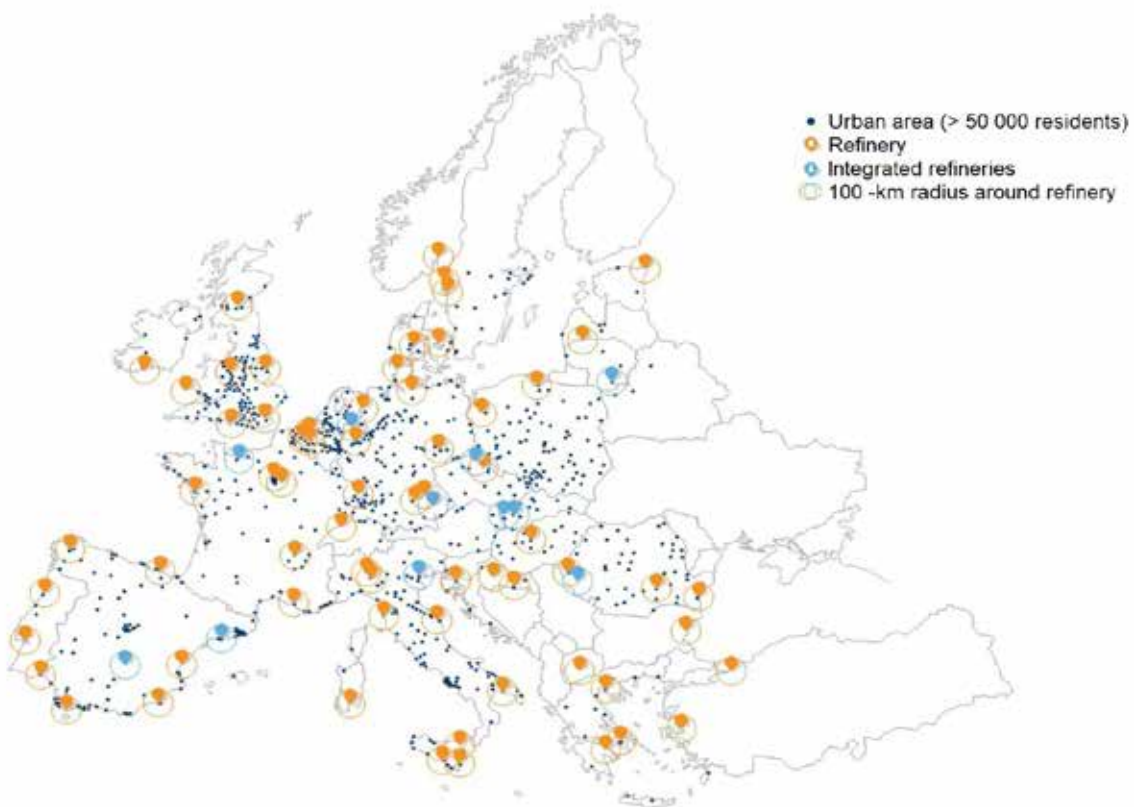 Urban area (> 50 000 residents)
Refinery
Integrated refineries
100 -km radius around refinery